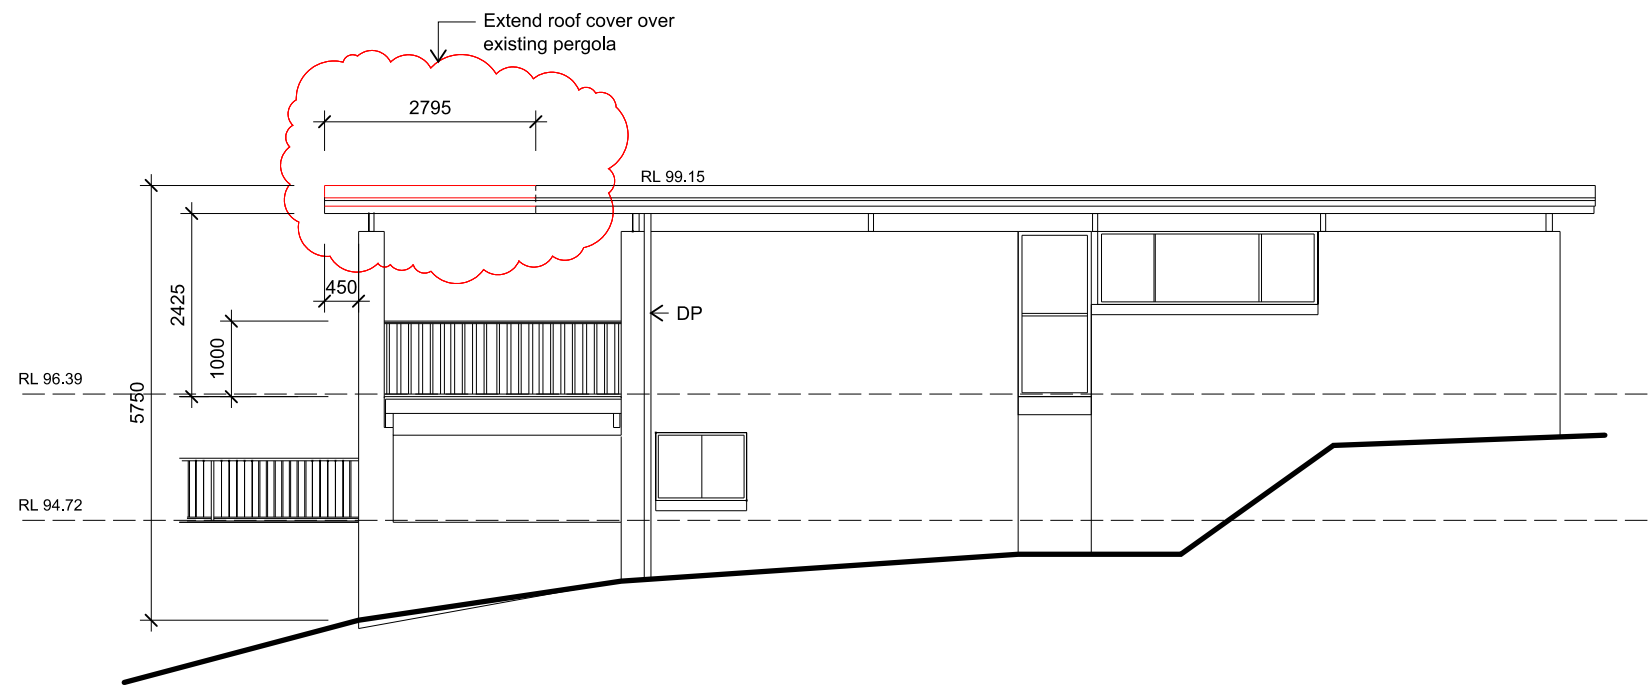 Extend roof cover over
existing pergola
2795
RL 99.15
450
2425
DP
1000
RL 96.39
5750
RL 94.72